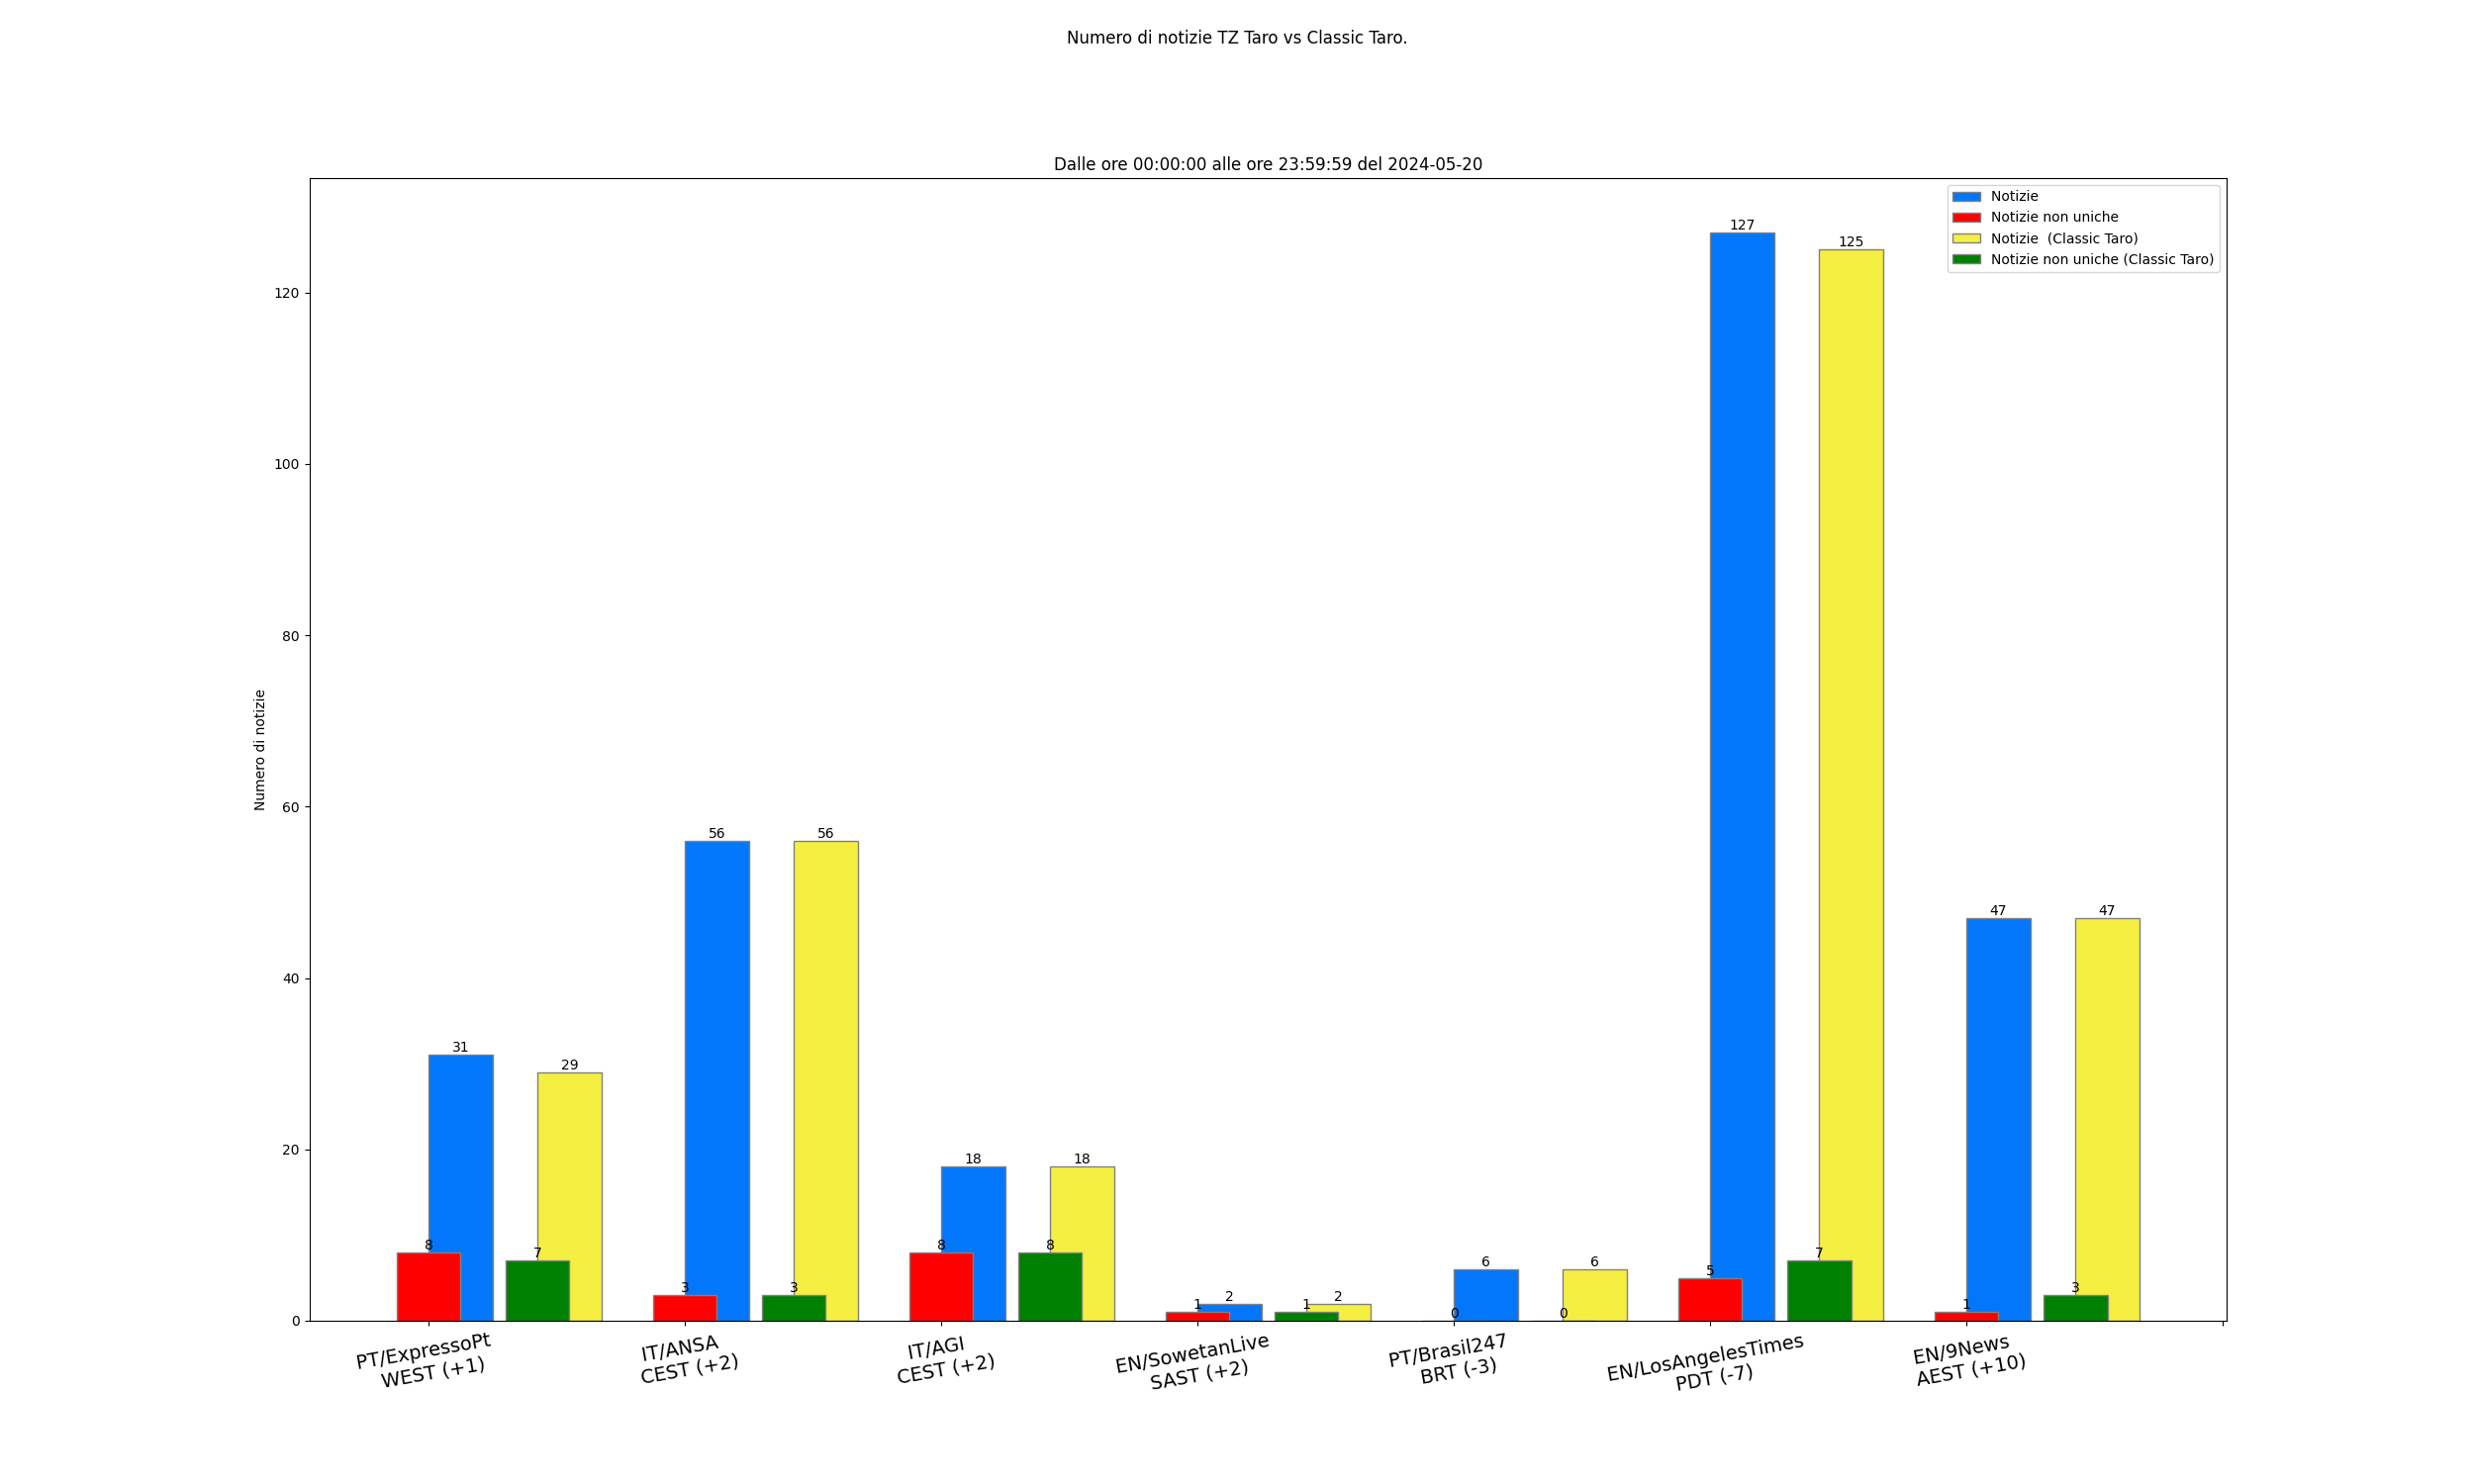 Numero di notizie TZ Taro vs Classic Taro.
Dalle ore 00:00:00 alle ore 23:59:59 del 2024-05-20
Notizie
Notizie non uniche
Notizie  (Classic Taro)
Notizie non uniche (Classic Taro)
Numero di notizie
120
100
80
60
40
20
0
8
31
7
29
3
56
3
56
8
18
8
18
1
2
1
2
0
6
0
6
5
127
7
125
1
47
3
47
PT/ExpressoPt
WEST (+1)
IT/ANSA
CEST (+2)
IT/AGI
CEST (+2)
EN/SowetanLive
SAST (+2)
PT/Brasil247
BRT (-3)
EN/LosAngelesTimes
PDT (-7)
EN/9News
AEST (+10)